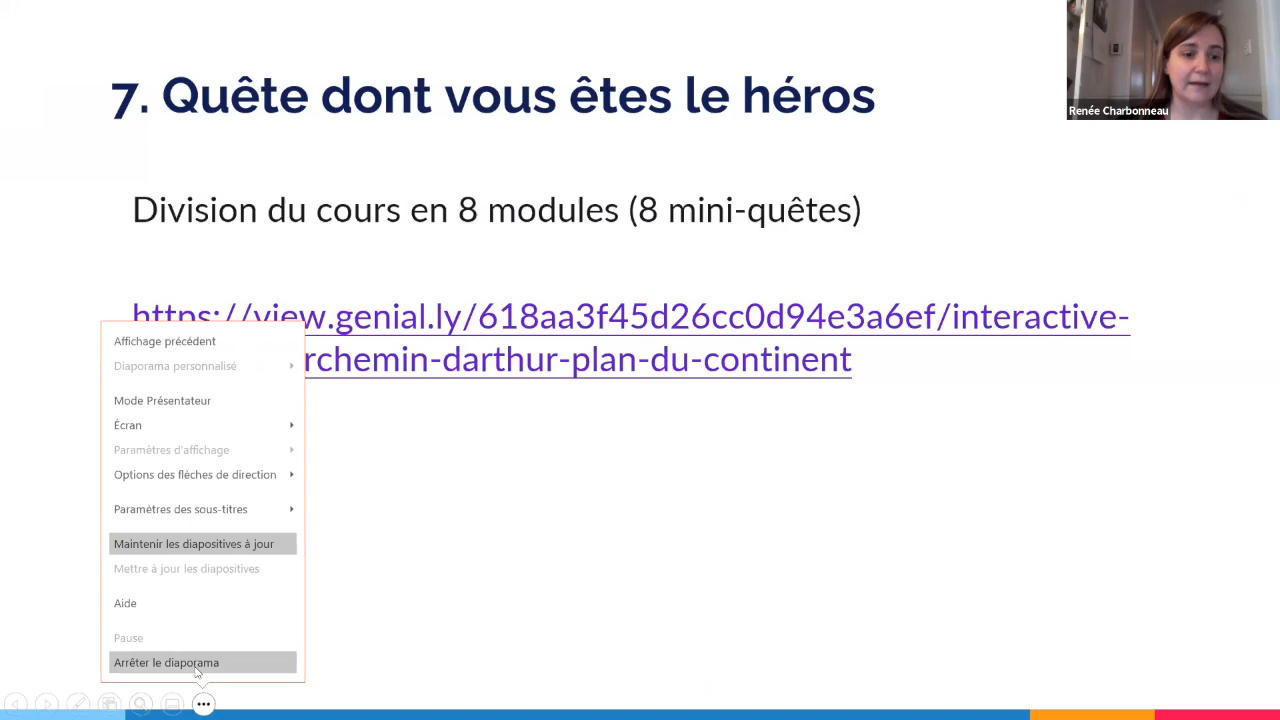 7. Quête dont vous êtes le héros
Renée Charbonneau
Division du cours en 8 modules (8 mini-quêtes)
https://view.genial.ly/618aa3f45d26cc0d94e3a6ef/interactive-
rchemin-darthur-plan-du-continent
Affichage précédent
Diaporama personnalisé
Mode Présentateur
Écran
Paramètres d'affichage
Options des flèches de direction
Paramètres des sous-titres
Maintenir les diapositives à jour
Mettre à jour les diapositives
Aide
Pause
Arrêter le diaporama